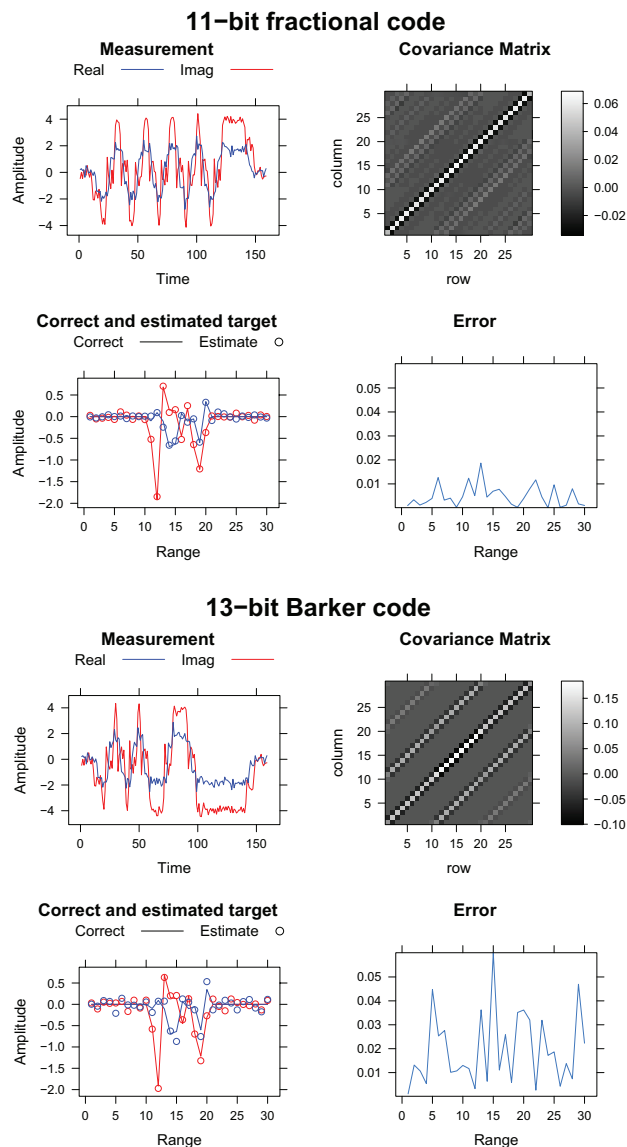 11−bit fractional code
Measurement
Real Imag
Amplitude
4
2
0
−2
−4
0 50 100 150
Time
Covariance Matrix
column
25
20
15
10
5
5 10 15 20 25
row
0.06
0.04
0.02
0.00
−0.02
Correct and estimated target
Correct Estimate
Amplitude
0.5
0.0
−0.5
−1.0
−1.5
−2.0
0 5 10 15 20 25 30
Range
Error
0.05
0.04
0.03
0.02
0.01
0 5 10 15 20 25 30
Range
13−bit Barker code
Measurement
Real Imag
Amplitude
4
2
0
−2
−4
0 50 100 150
Time
Covariance Matrix
column
25
20
15
10
5
5 10 15 20 25
row
0.15
0.10
0.05
0.00
−0.05
−0.10
Correct and estimated target
Correct Estimate
Amplitude
0.5
0.0
−0.5
−1.0
−1.5
−2.0
0 5 10 15 20 25 30
Range
Error
0.05
0.04
0.03
0.02
0.01
0 5 10 15 20 25 30
Range